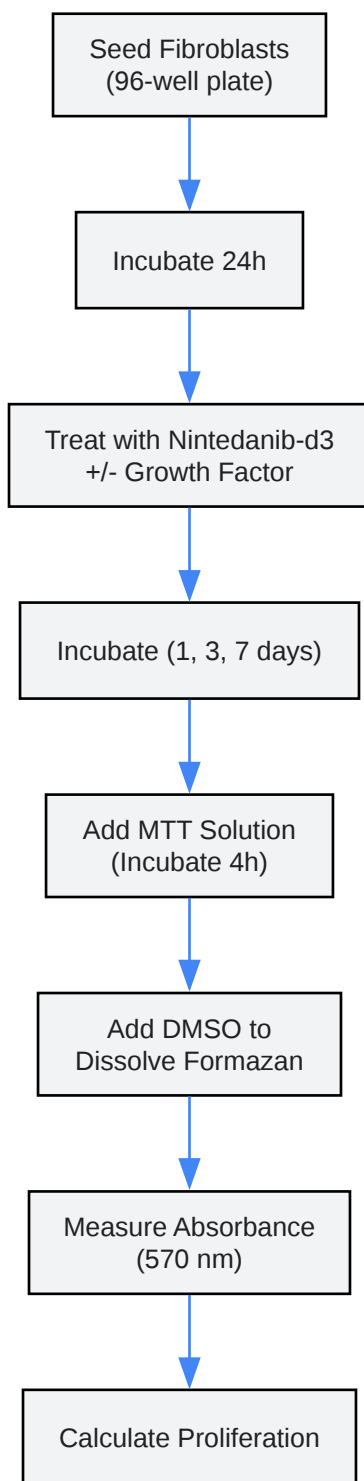 Seed Fibroblasts
(96-well plate)
Incubate 24h
Treat with Nintedanib-d3
+/- Growth Factor
Incubate (1, 3, 7 days)
Add MTT Solution
(Incubate 4h)
Add DMSO to
Dissolve Formazan
Measure Absorbance
(570 nm)
Calculate Proliferation